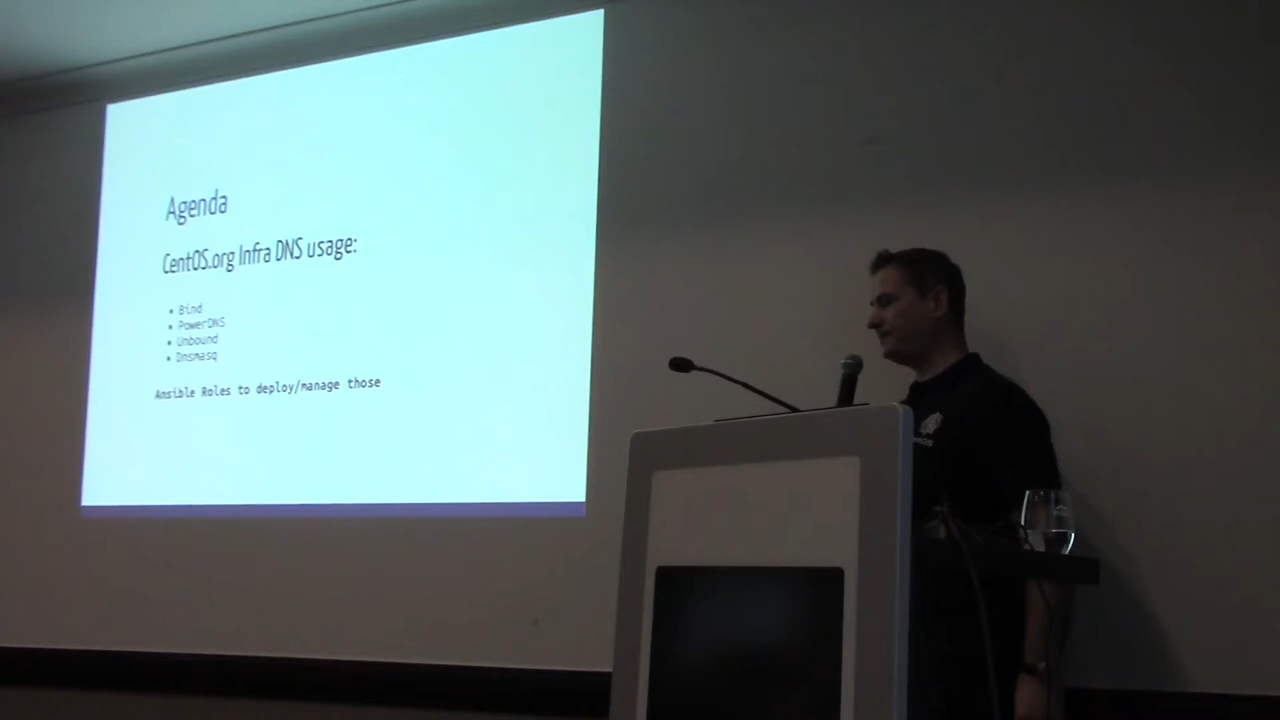 Agenda
CentOS.org Infra DNS usage:
• Bind
• PowerDNS
• Unbound
• Dnsmasq
Ansible Roles to deploy/manage those